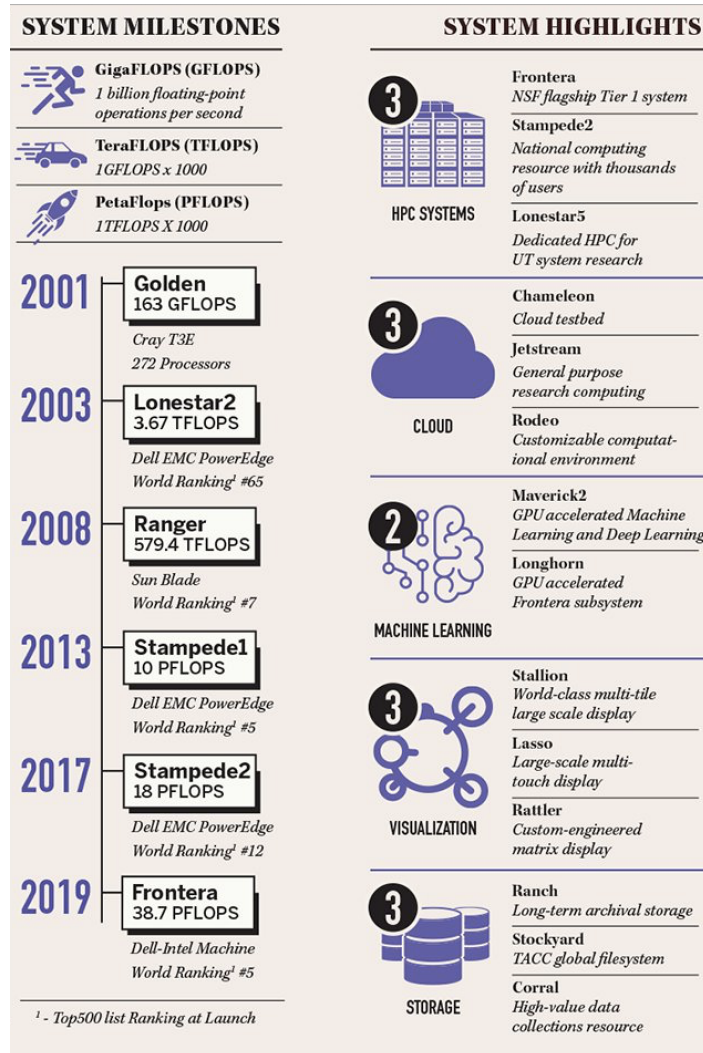 SYSTEM MILESTONES
GigaFLOPS (GFLOPS)
1 billion floating-point
operations per second
TeraFLOPS (TFLOPS)
1GFLOPS x 1000
PetaFlops (PFLOPS)
1TFLOPS X 1000
2001
Golden
163 GFLOPS
Cray T3E
272 Processors
2003
Lonestar2
3.67 TFLOPS
Dell EMC PowerEdge
World Ranking¹ #65
2008
Ranger
579.4 TFLOPS
Sun Blade
World Ranking¹ #7
2013
Stampede1
10 PFLOPS
Dell EMC PowerEdge
World Ranking¹ #5
2017
Stampede2
18 PFLOPS
Dell EMC PowerEdge
World Ranking¹ #12
2019
Frontera
38.7 PFLOPS
Dell-Intel Machine
World Ranking¹ #5
¹ - Top500 list Ranking at Launch
SYSTEM HIGHLIGHTS
3
HPC SYSTEMS
Frontera
NSF flagship Tier 1 system
Stampede2
National computing
resource with thousands
of users
Lonestar5
Dedicated HPC for
UT system research
3
CLOUD
Chameleon
Cloud testbed
Jetstream
General purpose
research computing
Rodeo
Customizable computat-
ional environment
2
MACHINE LEARNING
Maverick2
GPU accelerated Machine
Learning and Deep Learning
Longhorn
GPU accelerated
Frontera subsystem
3
VISUALIZATION
Stallion
World-class multi-tile
large scale display
Lasso
Large-scale multi-
touch display
Rattler
Custom-engineered
matrix display
3
STORAGE
Ranch
Long-term archival storage
Stockyard
TACC global filesystem
Corral
High-value data
collections resource